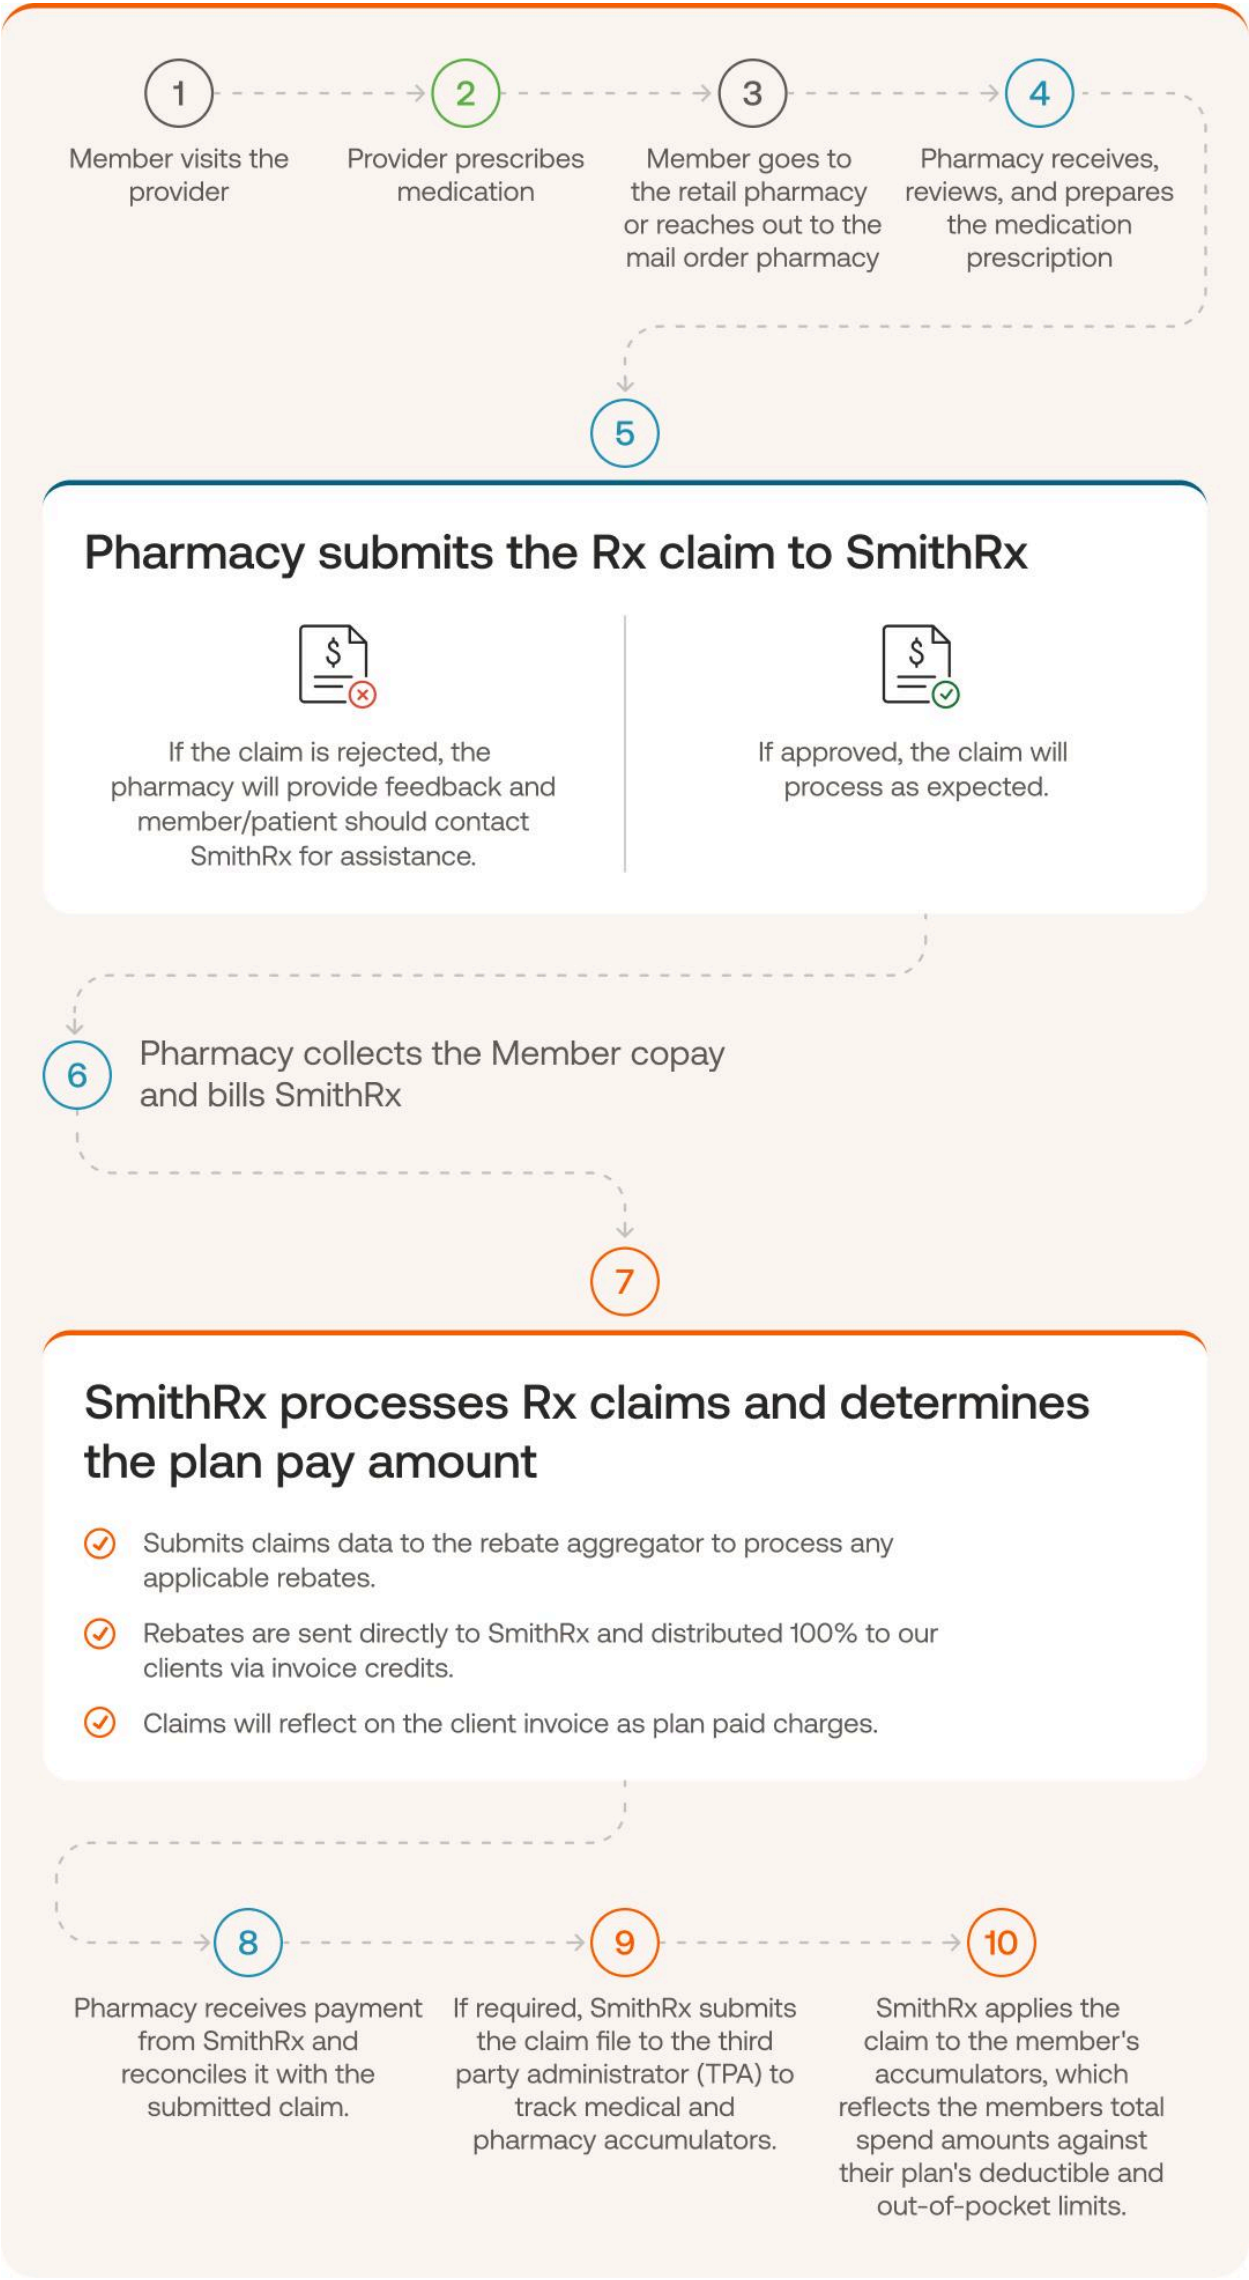 1
Member visits the
provider
2
Provider prescribes
medication
3
Member goes to
the retail pharmacy
or reaches out to the
mail order pharmacy
4
Pharmacy receives,
reviews, and prepares
the medication
prescription
5
Pharmacy submits the Rx claim to SmithRx
$
If the claim is rejected, the
pharmacy will provide feedback and
member/patient should contact
SmithRx for assistance.
$
If approved, the claim will
process as expected.
6
Pharmacy collects the Member copay
and bills SmithRx
7
SmithRx processes Rx claims and determines
the plan pay amount
Submits claims data to the rebate aggregator to process any
applicable rebates.
Rebates are sent directly to SmithRx and distributed 100% to our
clients via invoice credits.
Claims will reflect on the client invoice as plan paid charges.
8
Pharmacy receives payment
from SmithRx and
reconciles it with the
submitted claim.
9
If required, SmithRx submits
the claim file to the third
party administrator (TPA) to
track medical and
pharmacy accumulators.
10
SmithRx applies the
claim to the member's
accumulators, which
reflects the members total
spend amounts against
their plan's deductible and
out-of-pocket limits.